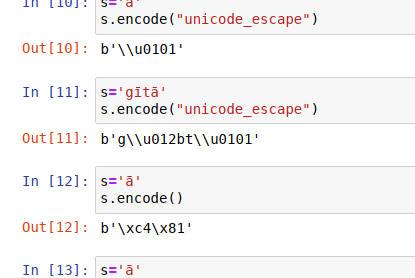 In [10]: s='ā'
s.encode("unicode_escape")
Out[10]: b'\\u0101'
In [11]: s='gītā'
s.encode("unicode_escape")
Out[11]: b'g\\u012bt\\u0101'
In [12]: s='ā'
s.encode()
Out[12]: b'\xc4\x81'
In [13]: s='ā'